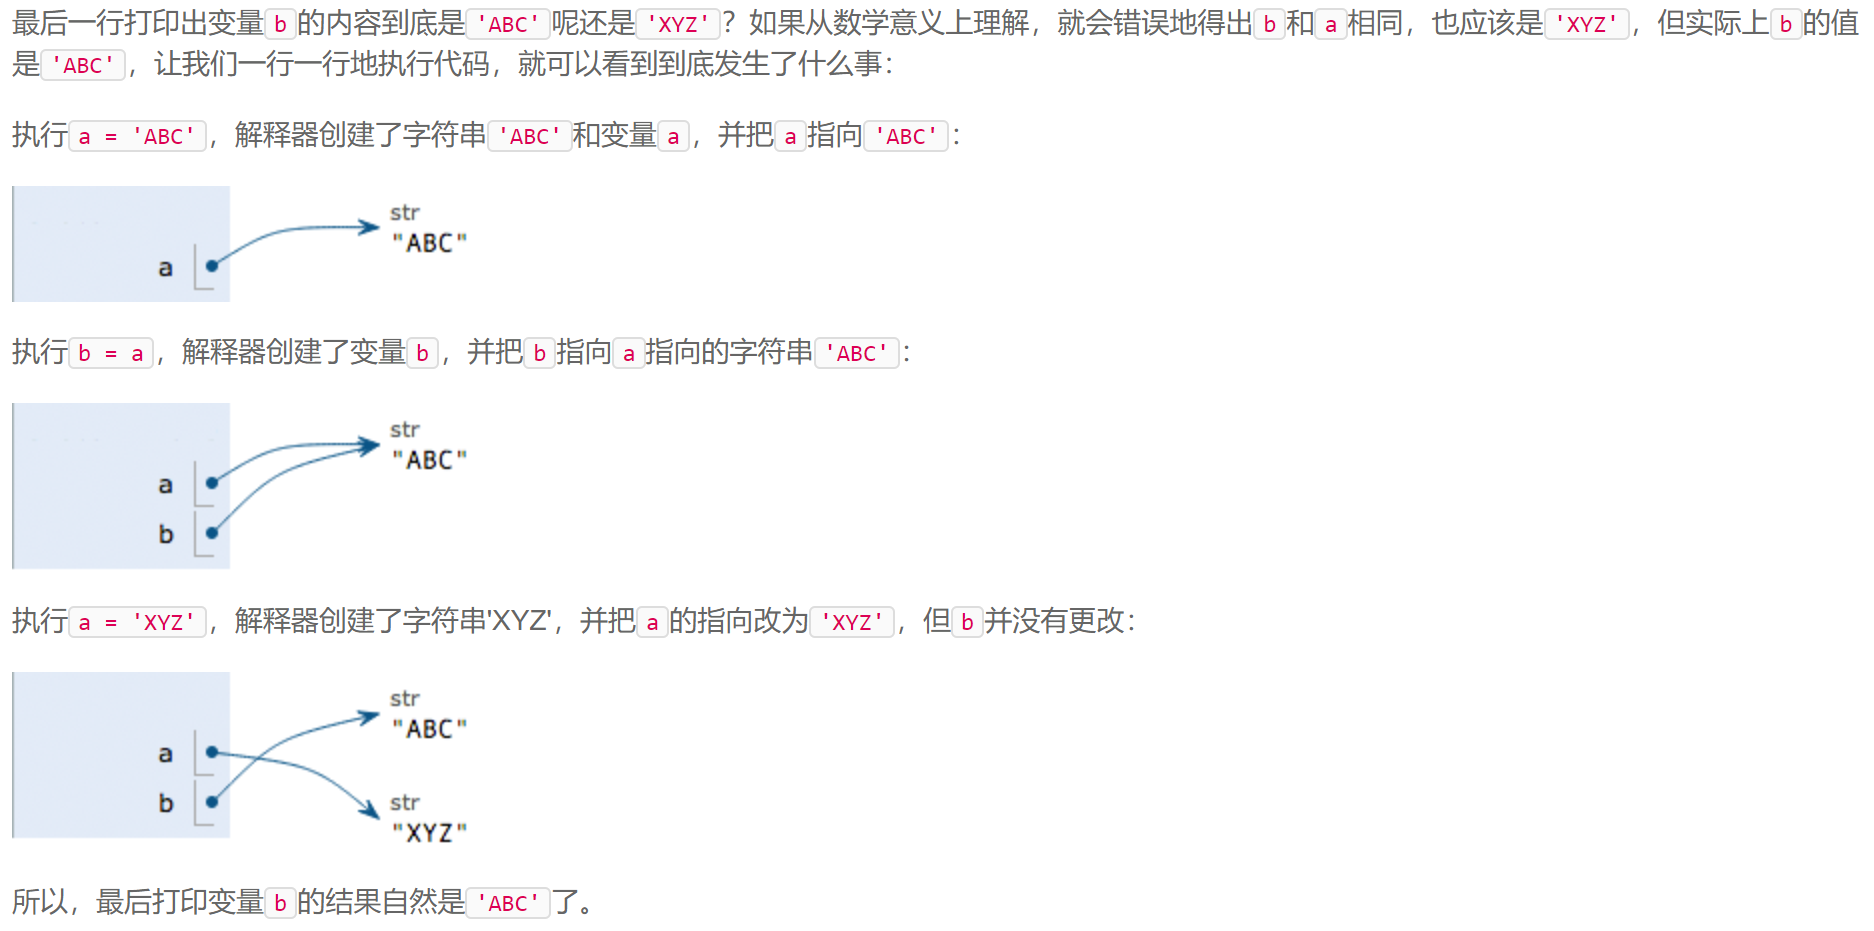 最后一行打印出变量b的内容到底是'ABC'呢还是'XYZ'？如果从数学意义上理解，就会错误地得出b和a相同，也应该是'XYZ'，但实际上b的值
是'ABC'，让我们一行一行地执行代码，就可以看到到底发生了什么事：
执行a = 'ABC'，解释器创建了字符串'ABC'和变量a，并把a指向'ABC'：
str
"ABC"
a
执行b = a，解释器创建了变量b，并把b指向a指向的字符串'ABC'：
str
"ABC"
a
b
执行a = 'XYZ'，解释器创建了字符串'XYZ'，并把a的指向改为'XYZ'，但b并没有更改：
str
"ABC"
a
b
str
"XYZ"
所以，最后打印变量b的结果自然是'ABC'了。